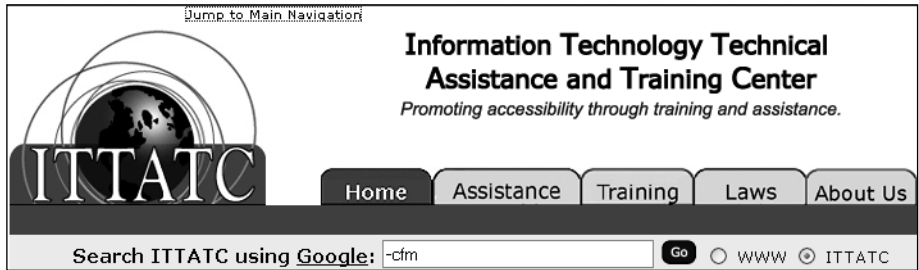 Jump to Main Navigation
Information Technology Technical
Assistance and Training Center
Promoting accessibility through training and assistance.
ITTATC
Home Assistance Training Laws About Us
Search ITTATC using Google: -cfm Go WWW ITTATC